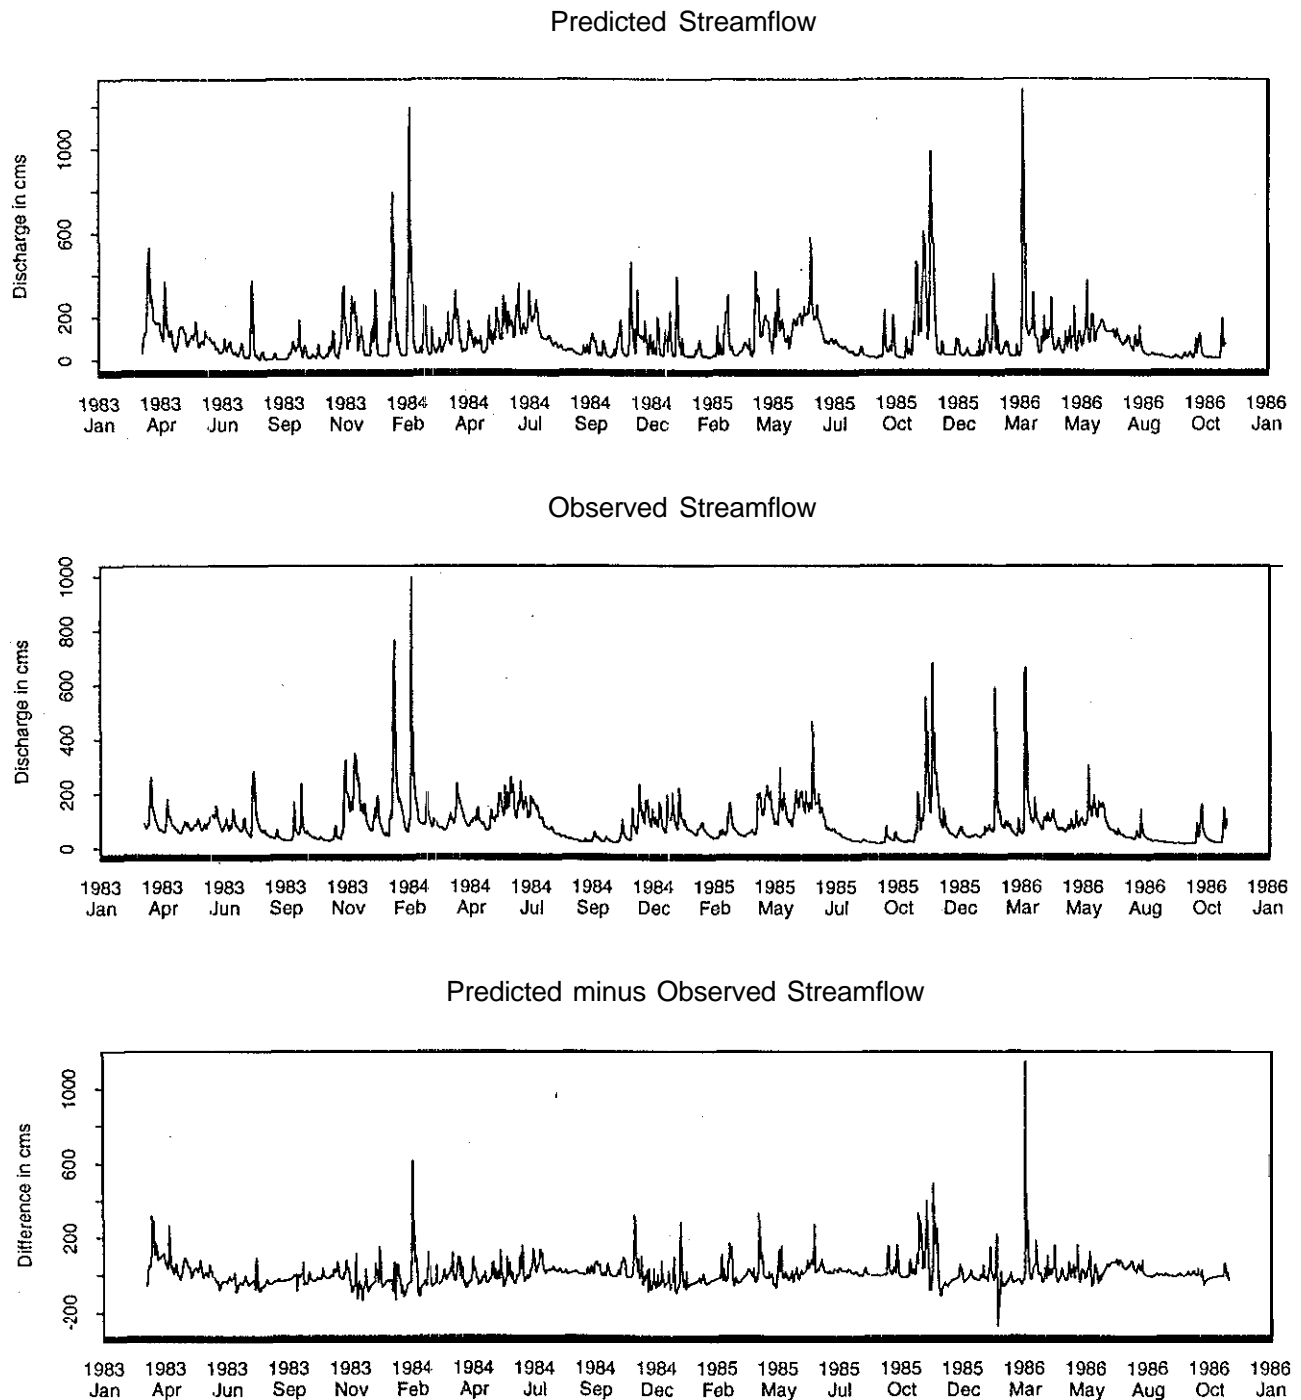 Predicted Streamflow
Discharge in cms
1000
600
200
0
1983 1983 1983 1983 1983 1984 1984 1984 1984 1984 1985 1985 1985 1985 1985 1986 1986 1986 1986 1986
Jan Apr Jun Sep Nov Feb Apr Jul Sep Dec Feb May Jul Oct Dec Mar May Aug Oct Jan
Observed Streamflow
Discharge in cms
1000
800
600
400
200
0
1983 1983 1983 1983 1983 1984 1984 1984 1984 1984 1985 1985 1985 1985 1985 1986 1986 1986 1986 1986
Jan Apr Jun Sep Nov Feb Apr Jul Sep Dec Feb May Jul Oct Dec Mar May Aug Oct Jan
Predicted minus Observed Streamflow
Difference in cms
1000
600
200
-200
1983 1983 1983 1983 1983 1984 1984 1984 1984 1984 1985 1985 1985 1985 1985 1986 1986 1986 1986 1986
Jan Apr Jun Sep Nov Feb Apr Jul Sep Dec Feb May Jul Oct Dec Mar May Aug Oct Jan